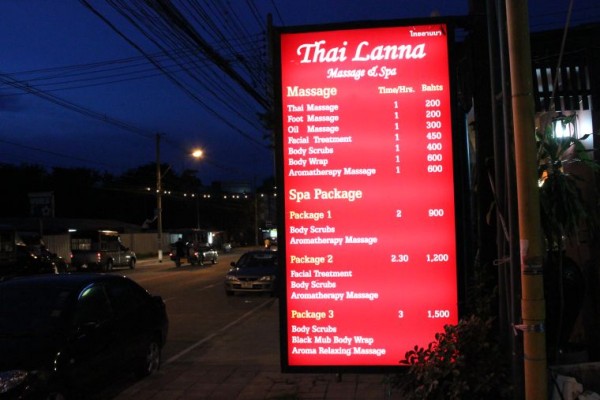 ไทยลานนา
Thai Lanna
Massage & Spa
Massage Time/Hrs. Bahts
Thai Massage 1 200
Foot Massage 1 200
Oil Massage 1 300
Facial Treatment 1 450
Body Scrubs 1 400
Body Wrap 1 600
Aromatherapy Massage 1 600
Spa Package
Package 1 2 900
Body Scrubs
Aromatherapy Massage
Package 2 2.30 1,200
Facial Treatment
Body Scrubs
Aromatherapy Massage
Package 3 3 1,500
Body Scrubs
Black Mub Body Wrap
Aroma Relaxing Massage